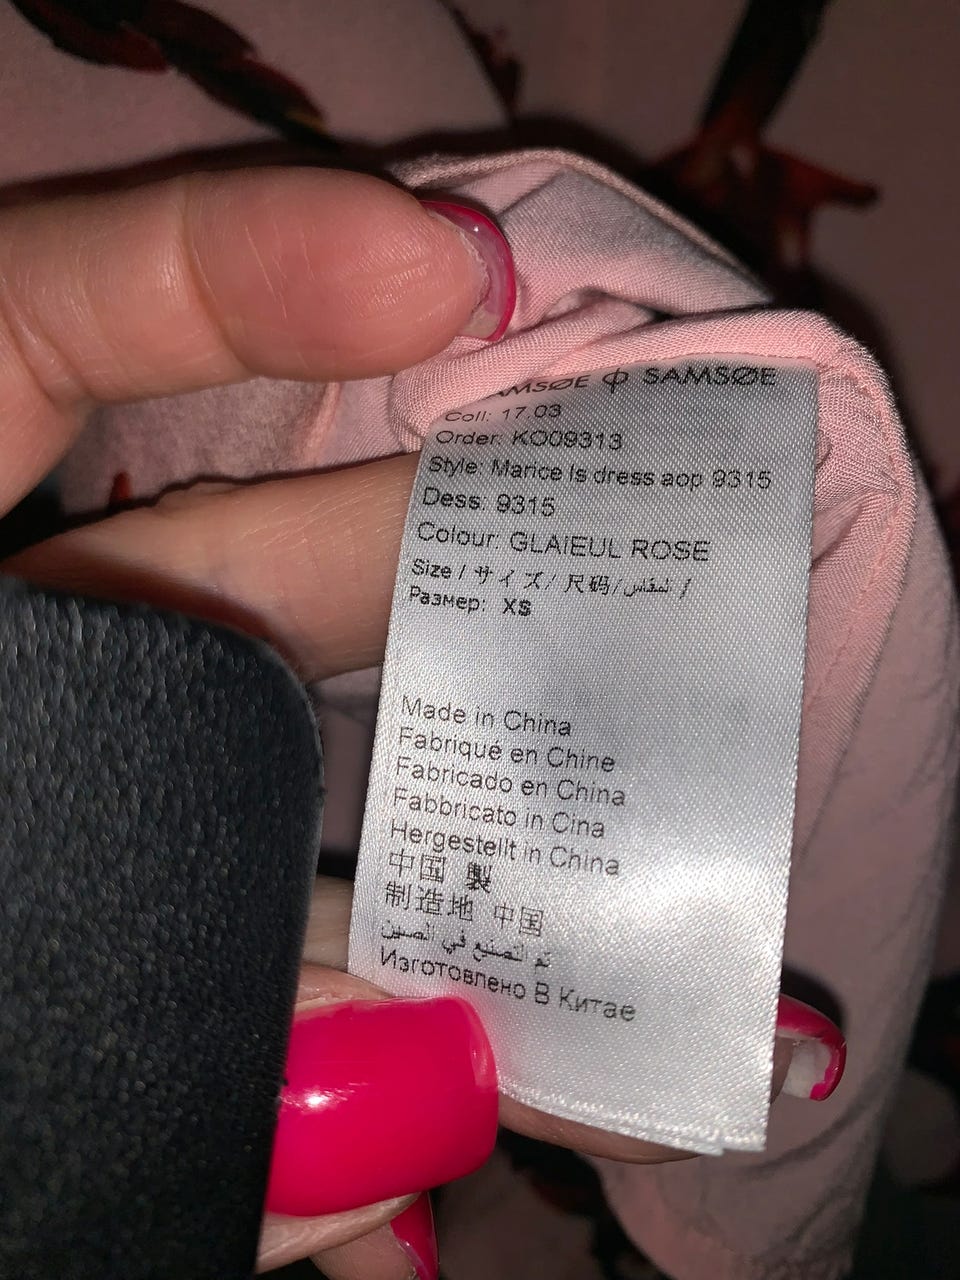 SAMSØE Φ SAMSØE
Coll: 17.03
Order: KO09313
Style: Marice ls dress aop 9315
Dess: 9315
Colour: GLAIEUL ROSE
Size / サイズ/ 尺码/المقاس /
Размер: XS
Made in China
Fabriqué en Chine
Fabricado en China
Fabbricato in Cina
Hergestellt in China
中国 製
制造地 中国
تم التصنيع في الصين
Изготовлено В Китае